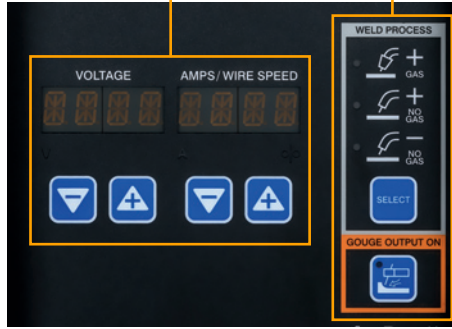 WELD PROCESS
VOLTAGE
AMPS/WIRE SPEED
+
GAS
+
NO
GAS
−
NO
GAS
V
SELECT
− + − +
GOUGE OUTPUT ON